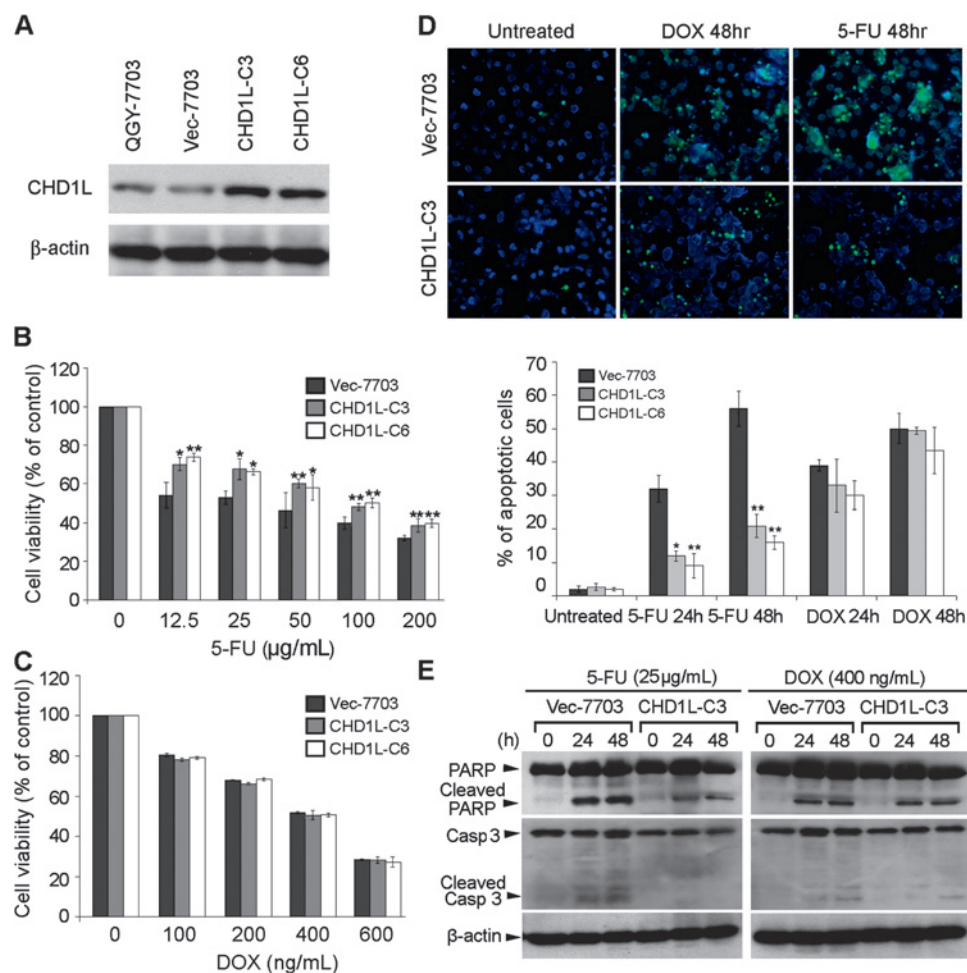 A
QGY-7703
Vec-7703
CHD1L-C3
CHD1L-C6
CHD1L
β-actin
B
Cell viability (% of control)
120
100
80
60
40
20
0
Vec-7703
CHD1L-C3
CHD1L-C6
* ** * * ** * ** ** ** **
0 12.5 25 50 100 200
5-FU (µg/mL)
C
Cell viability (% of control)
120
100
80
60
40
20
0
Vec-7703
CHD1L-C3
CHD1L-C6
0 100 200 400 600
DOX (ng/mL)
D
Untreated DOX 48hr 5-FU 48hr
Vec-7703
CHD1L-C3
% of apoptotic cells
70
60
50
40
30
20
10
0
Vec-7703
CHD1L-C3
CHD1L-C6
* ** ** **
Untreated 5-FU 24h 5-FU 48h DOX 24h DOX 48h
E
5-FU (25µg/mL) DOX (400 ng/mL)
Vec-7703 CHD1L-C3 Vec-7703 CHD1L-C3
(h) 0 24 48 0 24 48 0 24 48 0 24 48
PARP
Cleaved
PARP
Casp 3
Cleaved
Casp 3
β-actin